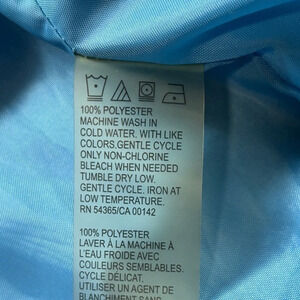 100% POLYESTER
MACHINE WASH IN
COLD WATER. WITH LIKE
COLORS.GENTLE CYCLE
ONLY NON-CHLORINE
BLEACH WHEN NEEDED
TUMBLE DRY LOW.
GENTLE CYCLE. IRON AT
LOW TEMPERATURE.
RN 54365/CA 00142
100% POLYESTER
LAVER À LA MACHINE À
L'EAU FROIDE AVEC
COULEURS SEMBLABLES.
CYCLE DÉLICAT.
UTILISER UN AGENT DE
BLANCHIMENT SANS